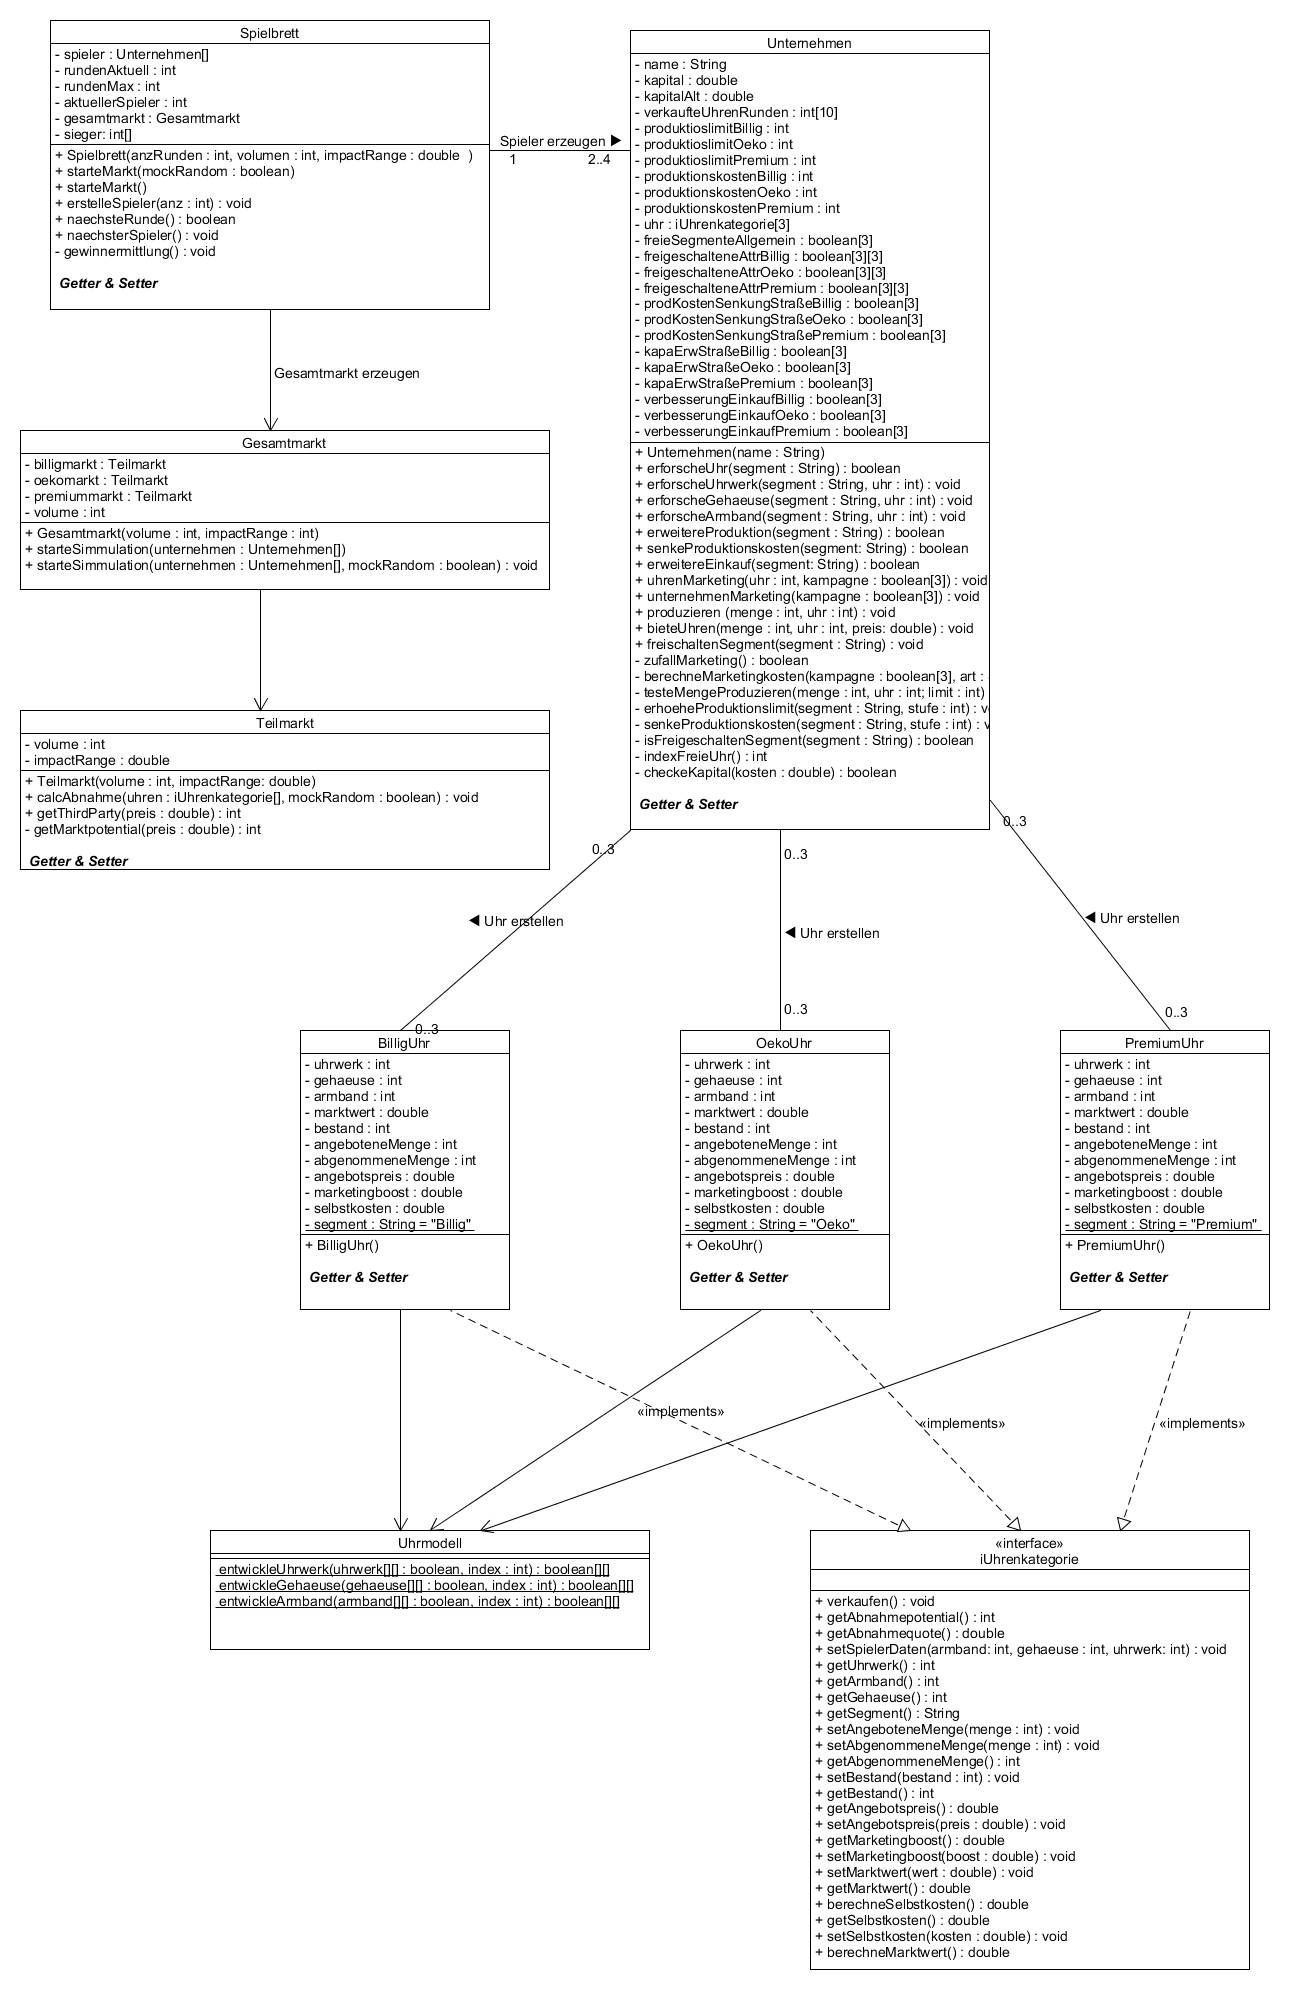 Spielbrett
- spieler : Unternehmen[]
- rundenAktuell : int
- rundenMax : int
- aktuellerSpieler : int
- gesamtmarkt : Gesamtmarkt
- sieger: int[]
+ Spielbrett(anzRunden : int, volumen : int, impactRange : double  )
+ starteMarkt(mockRandom : boolean)
+ starteMarkt()
+ erstelleSpieler(anz : int) : void
+ naechsteRunde() : boolean
+ naechsterSpieler() : void
- gewinnermittlung() : void
Getter & Setter
Spieler erzeugen ▶
1
2..4
Unternehmen
- name : String
- kapital : double
- kapitalAlt : double
- verkaufteUhrenRunden : int[10]
- produktioslimitBillig : int
- produktioslimitOeko : int
- produktioslimitPremium : int
- produktionskostenBillig : int
- produktionskostenOeko : int
- produktionskostenPremium : int
- uhr : iUhrenkategorie[3]
- freieSegmenteAllgemein : boolean[3]
- freigeschalteneAttrBillig : boolean[3][3]
- freigeschalteneAttrOeko : boolean[3][3]
- freigeschalteneAttrPremium : boolean[3][3]
- prodKostenSenkungStraßeBillig : boolean[3]
- prodKostenSenkungStraßeOeko : boolean[3]
- prodKostenSenkungStraßePremium : boolean[3]
- kapaErwStraßeBillig : boolean[3]
- kapaErwStraßeOeko : boolean[3]
- kapaErwStraßePremium : boolean[3]
- verbesserungEinkaufBillig : boolean[3]
- verbesserungEinkaufOeko : boolean[3]
- verbesserungEinkaufPremium : boolean[3]
+ Unternehmen(name : String)
+ erforscheUhr(segment : String) : boolean
+ erforscheUhrwerk(segment : String, uhr : int) : void
+ erforscheGehaeuse(segment : String, uhr : int) : void
+ erforscheArmband(segment : String, uhr : int) : void
+ erweitereProduktion(segment : String) : boolean
+ senkeProduktionskosten(segment: String) : boolean
+ erweitereEinkauf(segment: String) : boolean
+ uhrenMarketing(uhr : int, kampagne : boolean[3]) : void
+ unternehmenMarketing(kampagne : boolean[3]) : void
+ produzieren (menge : int, uhr : int) : void
+ bieteUhren(menge : int, uhr : int, preis: double) : void
+ freischaltenSegment(segment : String) : void
- zufallMarketing() : boolean
- berechneMarketingkosten(kampagne : boolean[3], art :
- testeMengeProduzieren(menge : int, uhr : int; limit : int)
- erhoeheProduktionslimit(segment : String, stufe : int) : v
- senkeProduktionskosten(segment : String, stufe : int) : v
- isFreigeschaltenSegment(segment : String) : boolean
- indexFreieUhr() : int
- checkeKapital(kosten : double) : boolean
Getter & Setter
Gesamtmarkt erzeugen
Gesamtmarkt
- billigmarkt : Teilmarkt
- oekomarkt : Teilmarkt
- premiummarkt : Teilmarkt
- volume : int
+ Gesamtmarkt(volume : int, impactRange : int)
+ starteSimmulation(unternehmen : Unternehmen[])
+ starteSimmulation(unternehmen : Unternehmen[], mockRandom : boolean) : void
Teilmarkt
- volume : int
- impactRange : double
+ Teilmarkt(volume : int, impactRange: double)
+ calcAbnahme(uhren : iUhrenkategorie[], mockRandom : boolean) : void
+ getThirdParty(preis : double) : int
- getMarktpotential(preis : double) : int
Getter & Setter
0..3
0..3
0..3
◀ Uhr erstellen
◀ Uhr erstellen
◀ Uhr erstellen
0..3
0..3
0..3
BilligUhr
- uhrwerk : int
- gehaeuse : int
- armband : int
- marktwert : double
- bestand : int
- angeboteneMenge : int
- abgenommeneMenge : int
- angebotspreis : double
- marketingboost : double
- selbstkosten : double
- segment : String = "Billig"
+ BilligUhr()
Getter & Setter
OekoUhr
- uhrwerk : int
- gehaeuse : int
- armband : int
- marktwert : double
- bestand : int
- angeboteneMenge : int
- abgenommeneMenge : int
- angebotspreis : double
- marketingboost : double
- selbstkosten : double
- segment : String = "Oeko"
+ OekoUhr()
Getter & Setter
PremiumUhr
- uhrwerk : int
- gehaeuse : int
- armband : int
- marktwert : double
- bestand : int
- angeboteneMenge : int
- abgenommeneMenge : int
- angebotspreis : double
- marketingboost : double
- selbstkosten : double
- segment : String = "Premium"
+ PremiumUhr()
Getter & Setter
«implements»
«implements»
«implements»
Uhrmodell
entwickleUhrwerk(uhrwerk[][] : boolean, index : int) : boolean[][]
entwickleGehaeuse(gehaeuse[][] : boolean, index : int) : boolean[][]
entwickleArmband(armband[][] : boolean, index : int) : boolean[][]
«interface»
iUhrenkategorie
+ verkaufen() : void
+ getAbnahmepotential() : int
+ getAbnahmequote() : double
+ setSpielerDaten(armband: int, gehaeuse : int, uhrwerk: int) : void
+ getUhrwerk() : int
+ getArmband() : int
+ getGehaeuse() : int
+ getSegment() : String
+ setAngeboteneMenge(menge : int) : void
+ setAbgenommeneMenge(menge : int) : void
+ getAbgenommeneMenge() : int
+ setBestand(bestand : int) : void
+ getBestand() : int
+ getAngebotspreis() : double
+ setAngebotspreis(preis : double) : void
+ getMarketingboost() : double
+ setMarketingboost(boost : double) : void
+ setMarktwert(wert : double) : void
+ getMarktwert() : double
+ berechneSelbstkosten() : double
+ getSelbstkosten() : double
+ setSelbstkosten(kosten : double) : void
+ berechneMarktwert() : double